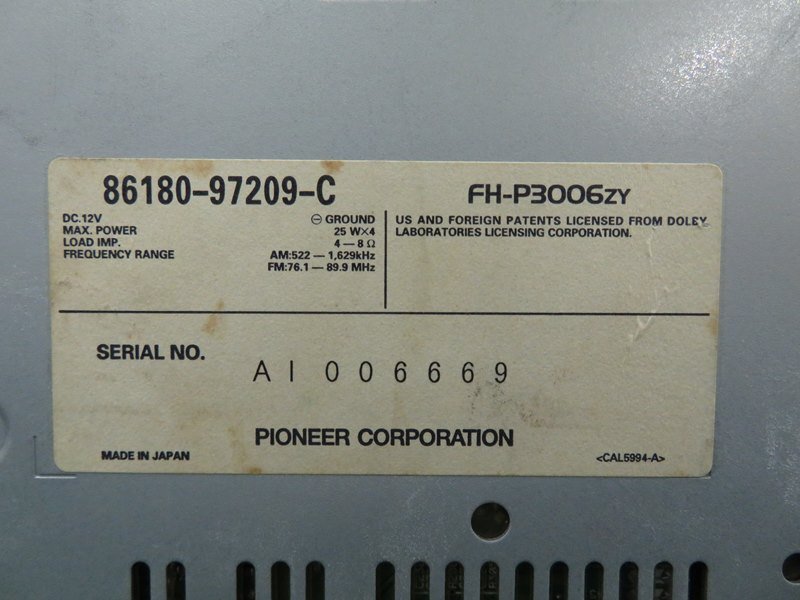 86180-97209-C
FH-P3006ZY
DC.12V ⊖ GROUND
MAX. POWER 25 W×4
LOAD IMP. 4 — 8 Ω
FREQUENCY RANGE AM:522 — 1,629kHz
FM:76.1 — 89.9 MHz
US AND FOREIGN PATENTS LICENSED FROM DOLBY
LABORATORIES LICENSING CORPORATION.
SERIAL NO. AI006669
PIONEER CORPORATION
MADE IN JAPAN <CAL5994-A>